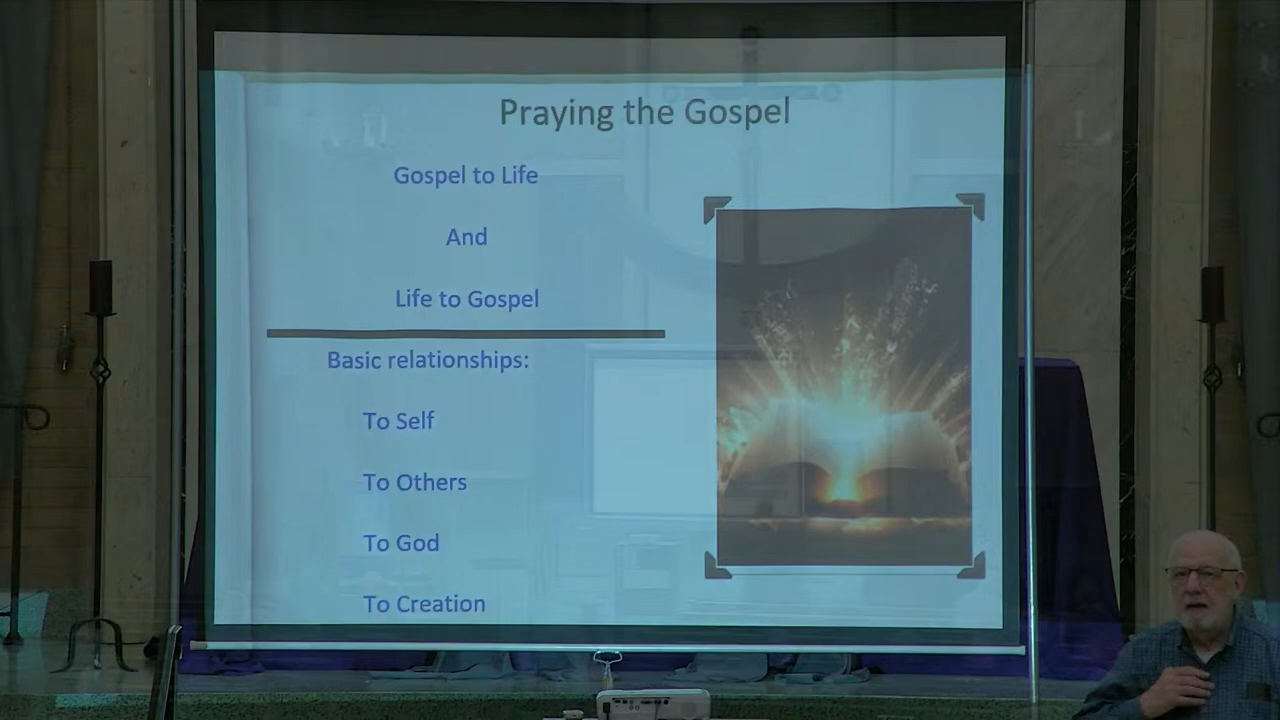 Praying the Gospel
Gospel to Life
And
Life to Gospel
Basic relationships:
To Self
To Others
To God
To Creation